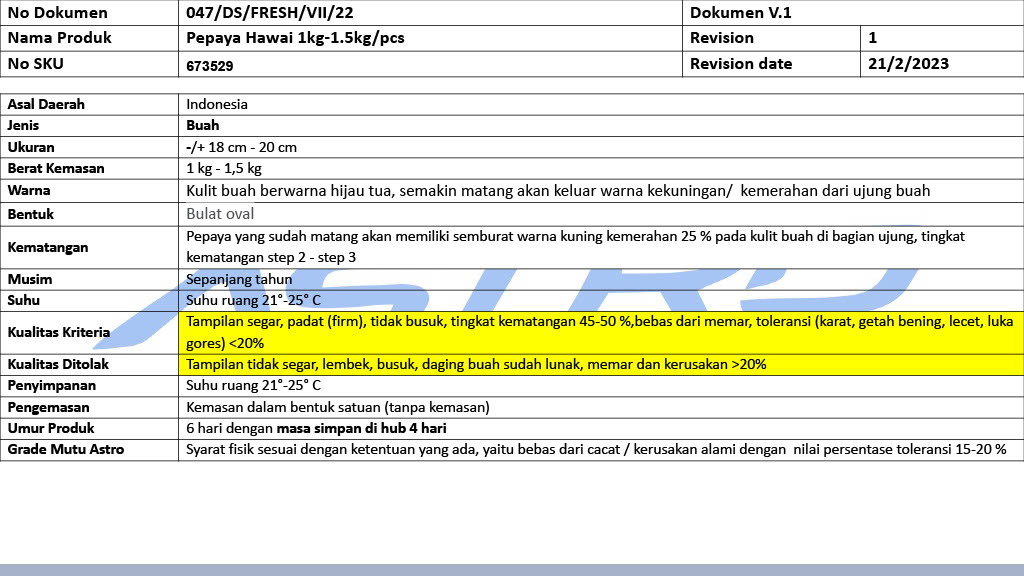 No Dokumen 047/DS/FRESH/VII/22 Dokumen V.1
Nama Produk Pepaya Hawai 1kg-1.5kg/pcs Revision 1
No SKU 673529 Revision date 21/2/2023
Asal Daerah Indonesia
Jenis Buah
Ukuran -/+ 18 cm - 20 cm
Berat Kemasan 1 kg - 1,5 kg
Warna Kulit buah berwarna hijau tua, semakin matang akan keluar warna kekuningan/ kemerahan dari ujung buah
Bentuk Bulat oval
Kematangan Pepaya yang sudah matang akan memiliki semburat warna kuning kemerahan 25 % pada kulit buah di bagian ujung, tingkat
kematangan step 2 - step 3
Musim Sepanjang tahun
Suhu Suhu ruang 21°-25° C
Kualitas Kriteria Tampilan segar, padat (firm), tidak busuk, tingkat kematangan 45-50 %,bebas dari memar, toleransi (karat, getah bening, lecet, luka
gores) <20%
Kualitas Ditolak Tampilan tidak segar, lembek, busuk, daging buah sudah lunak, memar dan kerusakan >20%
Penyimpanan Suhu ruang 21°-25° C
Pengemasan Kemasan dalam bentuk satuan (tanpa kemasan)
Umur Produk 6 hari dengan masa simpan di hub 4 hari
Grade Mutu Astro Syarat fisik sesuai dengan ketentuan yang ada, yaitu bebas dari cacat / kerusakan alami dengan nilai persentase toleransi 15-20 %
ASTRO